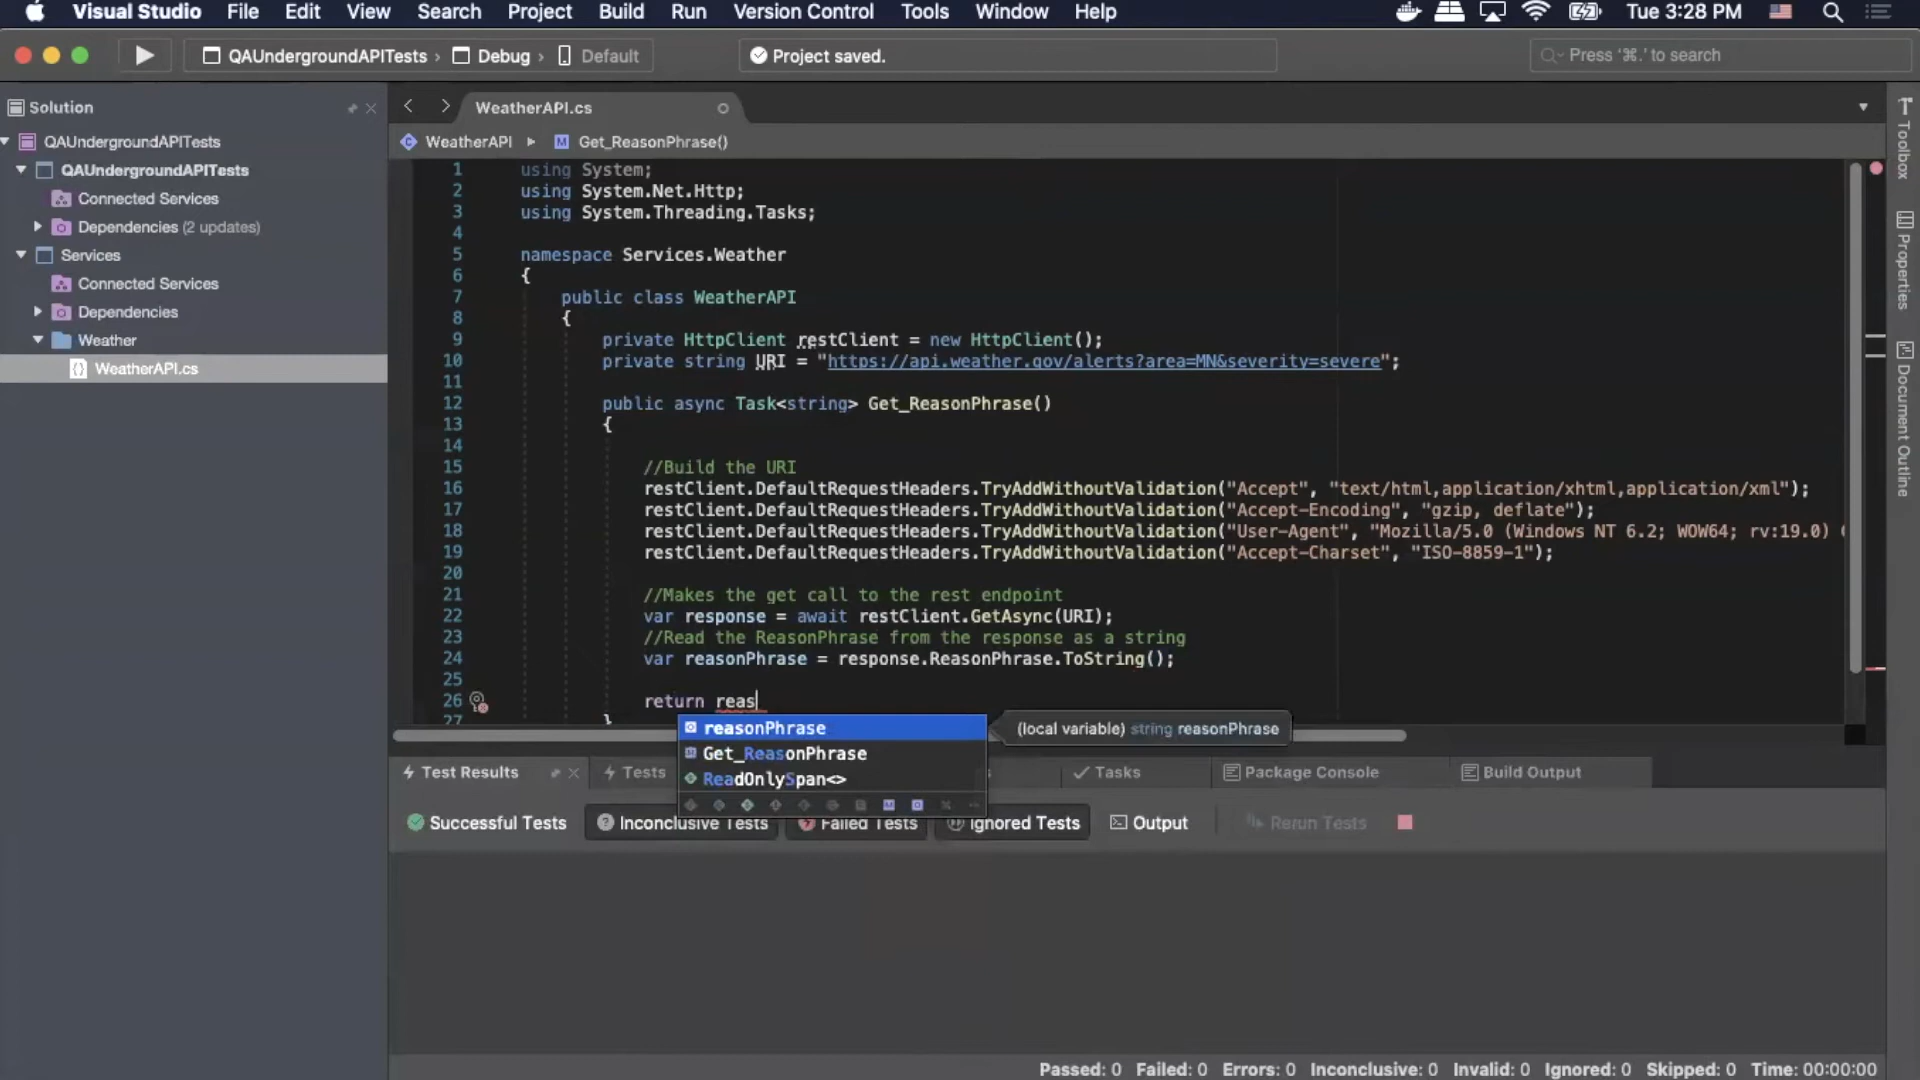 Visual Studio File Edit View Search Project Build Run Version Control Tools Window Help Tue 3:28 PM
QAUndergroundAPITests › Debug › Default Project saved. Press '⌘.' to search
Solution
QAUndergroundAPITests
QAUndergroundAPITests
Connected Services
Dependencies (2 updates)
Services
Connected Services
Dependencies
Weather
WeatherAPI.cs
WeatherAPI.cs
WeatherAPI Get_ReasonPhrase()
1 using System;
2 using System.Net.Http;
3 using System.Threading.Tasks;
4
5 namespace Services.Weather
6 {
7 public class WeatherAPI
8 {
9 private HttpClient restClient = new HttpClient();
10 private string URI = "https://api.weather.gov/alerts?area=MN&severity=severe";
11
12 public async Task<string> Get_ReasonPhrase()
13 {
14
15 //Build the URI
16 restClient.DefaultRequestHeaders.TryAddWithoutValidation("Accept", "text/html,application/xhtml,application/xml");
17 restClient.DefaultRequestHeaders.TryAddWithoutValidation("Accept-Encoding", "gzip, deflate");
18 restClient.DefaultRequestHeaders.TryAddWithoutValidation("User-Agent", "Mozilla/5.0 (Windows NT 6.2; WOW64; rv:19.0)
19 restClient.DefaultRequestHeaders.TryAddWithoutValidation("Accept-Charset", "ISO-8859-1");
20
21 //Makes the get call to the rest endpoint
22 var response = await restClient.GetAsync(URI);
23 //Read the ReasonPhrase from the response as a string
24 var reasonPhrase = response.ReasonPhrase.ToString();
25
26 return reas
27 }
reasonPhrase
Get_ReasonPhrase
ReadOnlySpan<>
(local variable) string reasonPhrase
Test Results Tests Tasks Package Console Build Output
Successful Tests Inconclusive Tests Failed Tests Ignored Tests Output Rerun Tests
Passed: 0 Failed: 0 Errors: 0 Inconclusive: 0 Invalid: 0 Ignored: 0 Skipped: 0 Time: 00:00:00
Toolbox
Properties
Document Outline